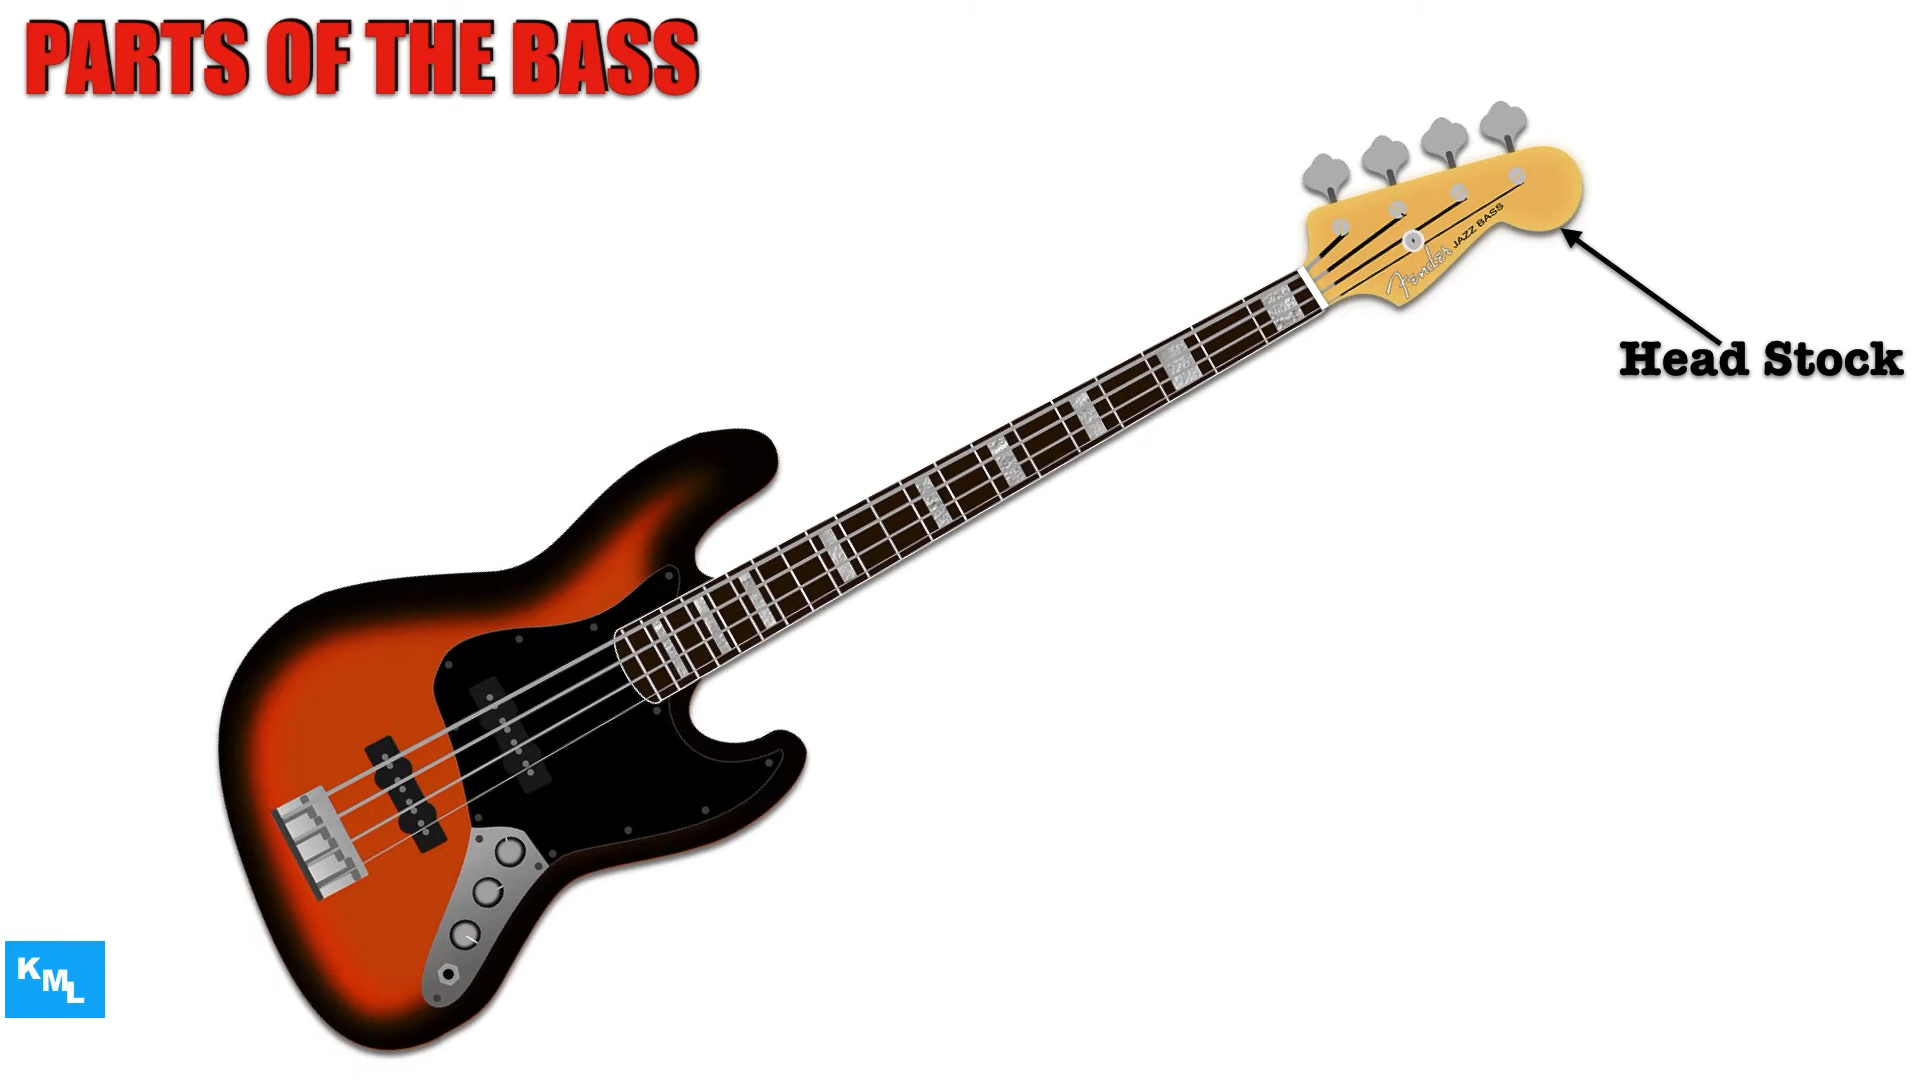 PARTS OF THE BASS
Fender
JAZZ BASS
Head Stock
KML